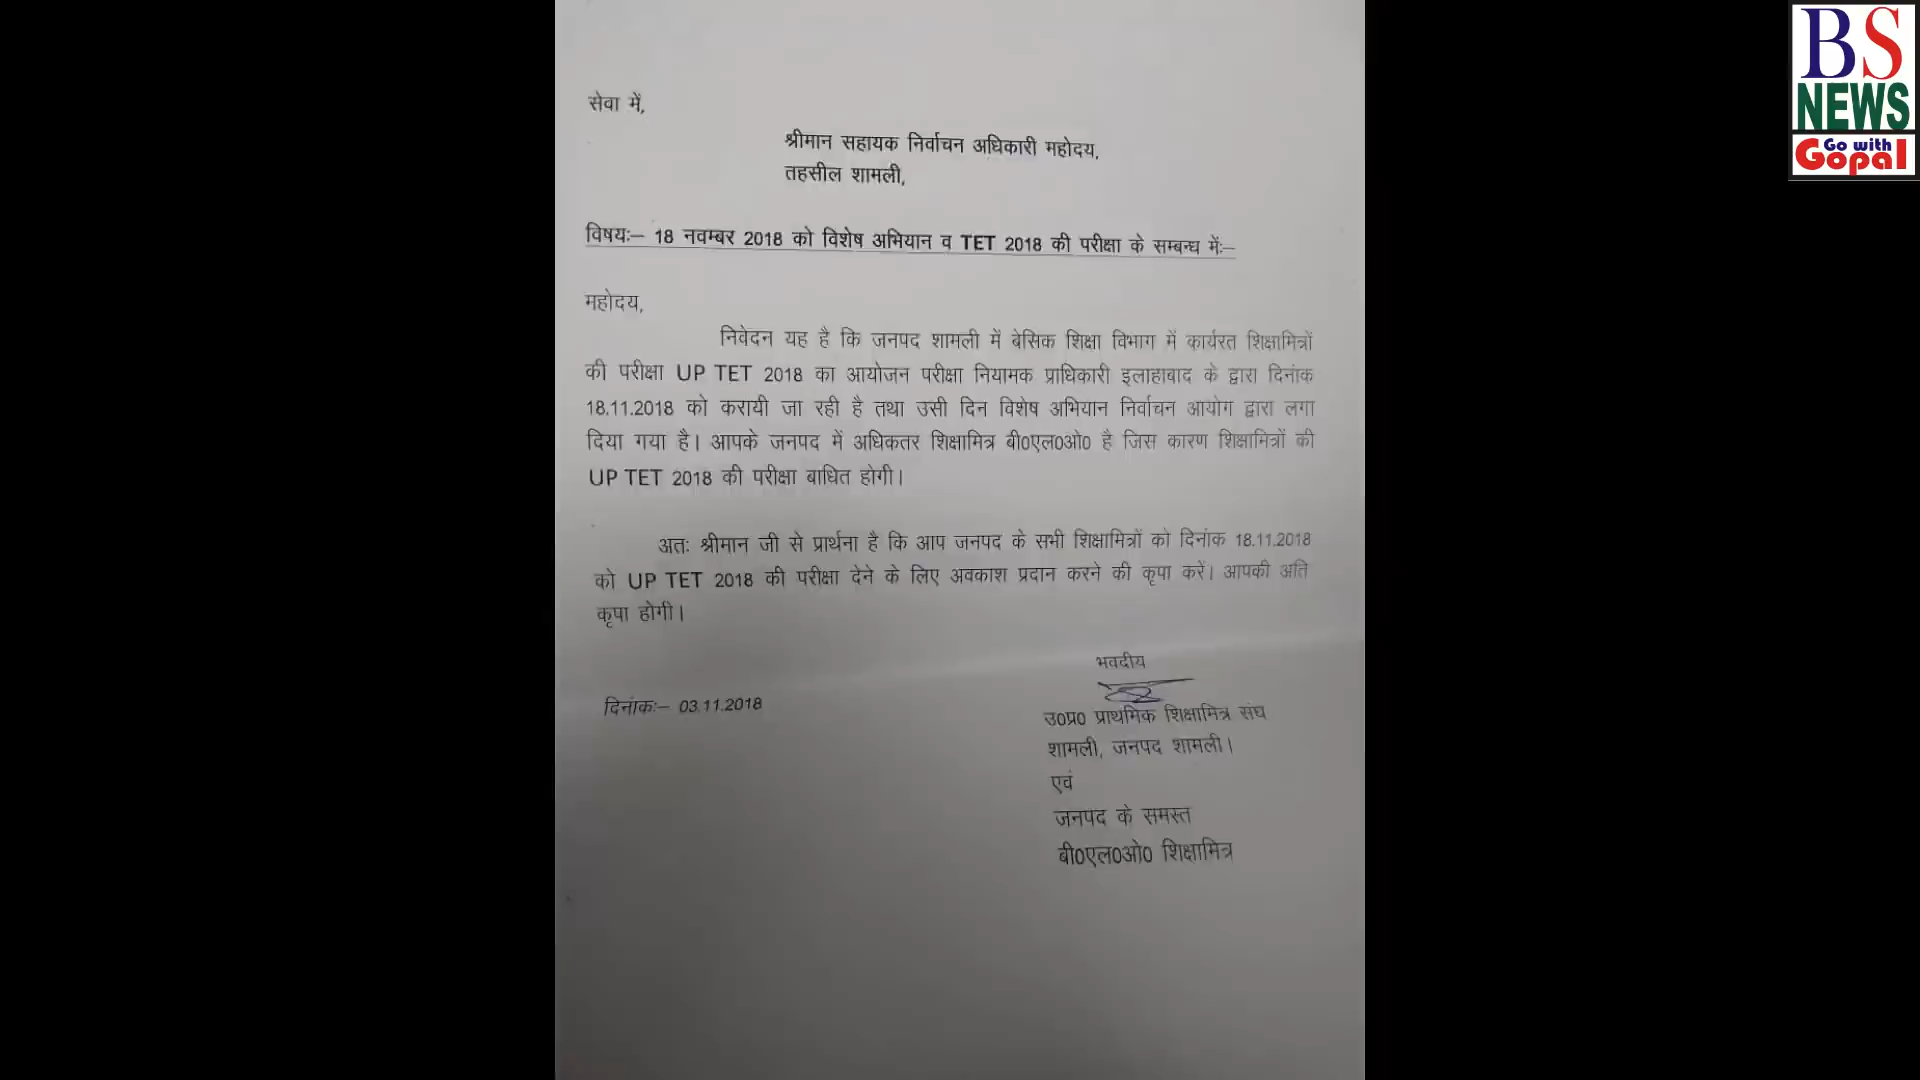 BS
NEWS
Go with
Gopal
सेवा में,
श्रीमान सहायक निर्वाचन अधिकारी महोदय,
तहसील शामली,
विषयः– 18 नवम्बर 2018 को विशेष अभियान व TET 2018 की परीक्षा के सम्बन्ध मेंः–
महोदय,
निवेदन यह है कि जनपद शामली में बेसिक शिक्षा विभाग में कार्यरत शिक्षामित्रों
की परीक्षा UP TET 2018 का आयोजन परीक्षा नियामक प्राधिकारी इलाहाबाद के द्वारा दिनांक
18.11.2018 को करायी जा रही है तथा उसी दिन विशेष अभियान निर्वाचन आयोग द्वारा लगा
दिया गया है। आपके जनपद में अधिकतर शिक्षामित्र बी0एल0ओ0 है जिस कारण शिक्षामित्रों की
UP TET 2018 की परीक्षा बाधित होगी।
अतः श्रीमान जी से प्रार्थना है कि आप जनपद के सभी शिक्षामित्रों को दिनांक 18.11.2018
को UP TET 2018 की परीक्षा देने के लिए अवकाश प्रदान करने की कृपा करें। आपकी अति
कृपा होगी।
भवदीय
दिनांकः– 03.11.2018
उ0प्र0 प्राथमिक शिक्षामित्र संघ
शामली, जनपद शामली।
एवं
जनपद के समस्त
बी0एल0ओ0 शिक्षामित्र